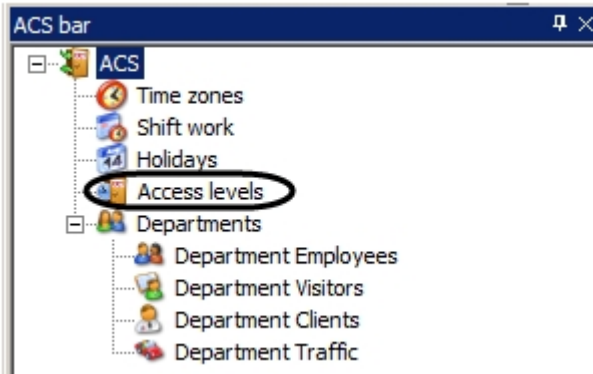 ACS bar
ACS
Time zones
Shift work
Holidays
Access levels
Departments
Department Employees
Department Visitors
Department Clients
Department Traffic